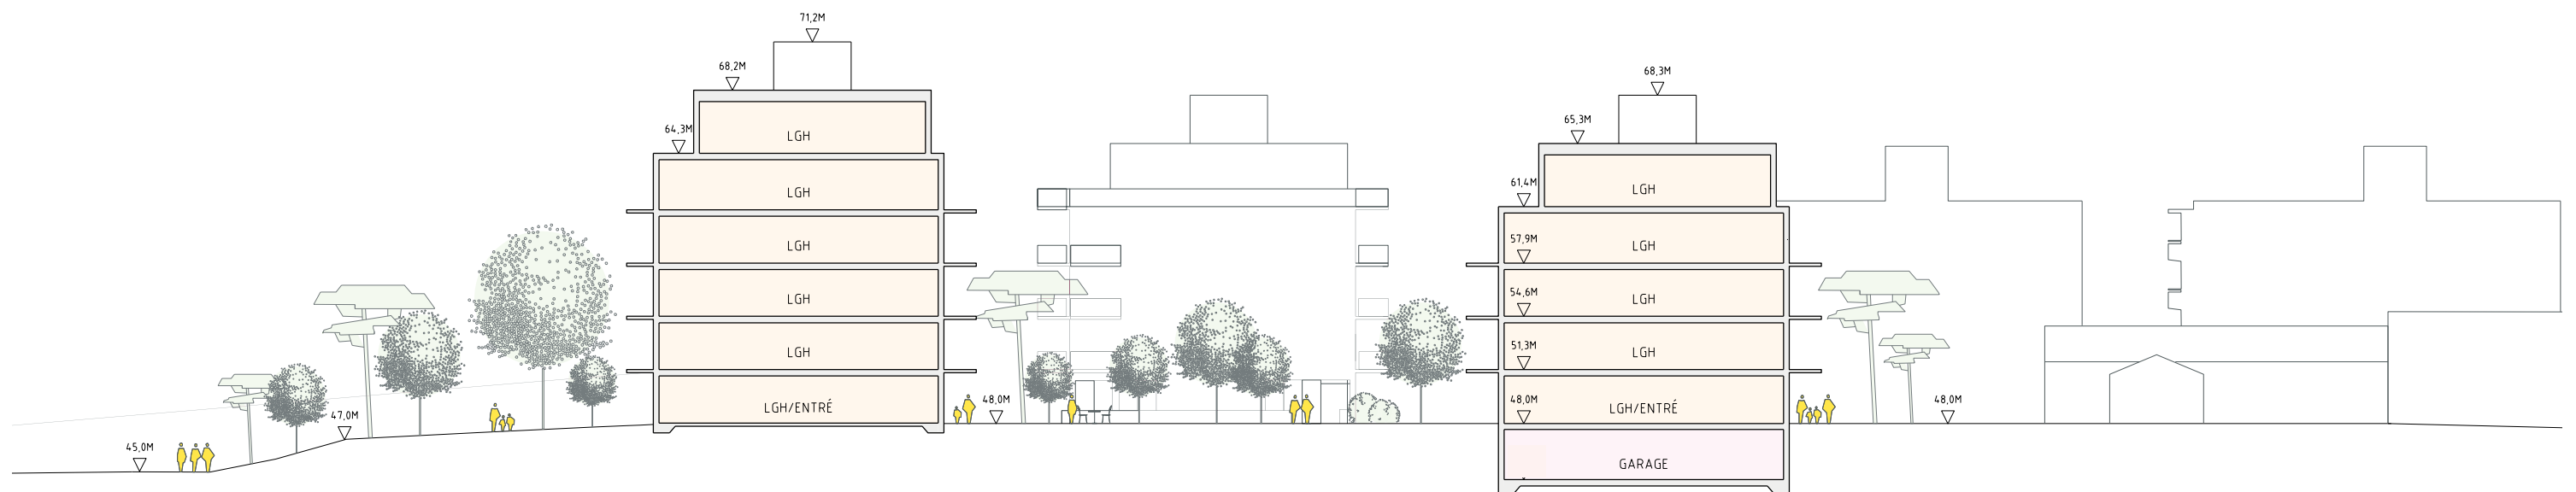 71,2M
68,2M
64,3M
LGH
LGH
LGH
LGH
LGH
LGH/ENTRÉ
47,0M
45,0M
48,0M
68,3M
65,3M
61,4M
LGH
57,9M
LGH
54,6M
LGH
51,3M
LGH
48,0M
LGH/ENTRÉ
GARAGE
48,0M